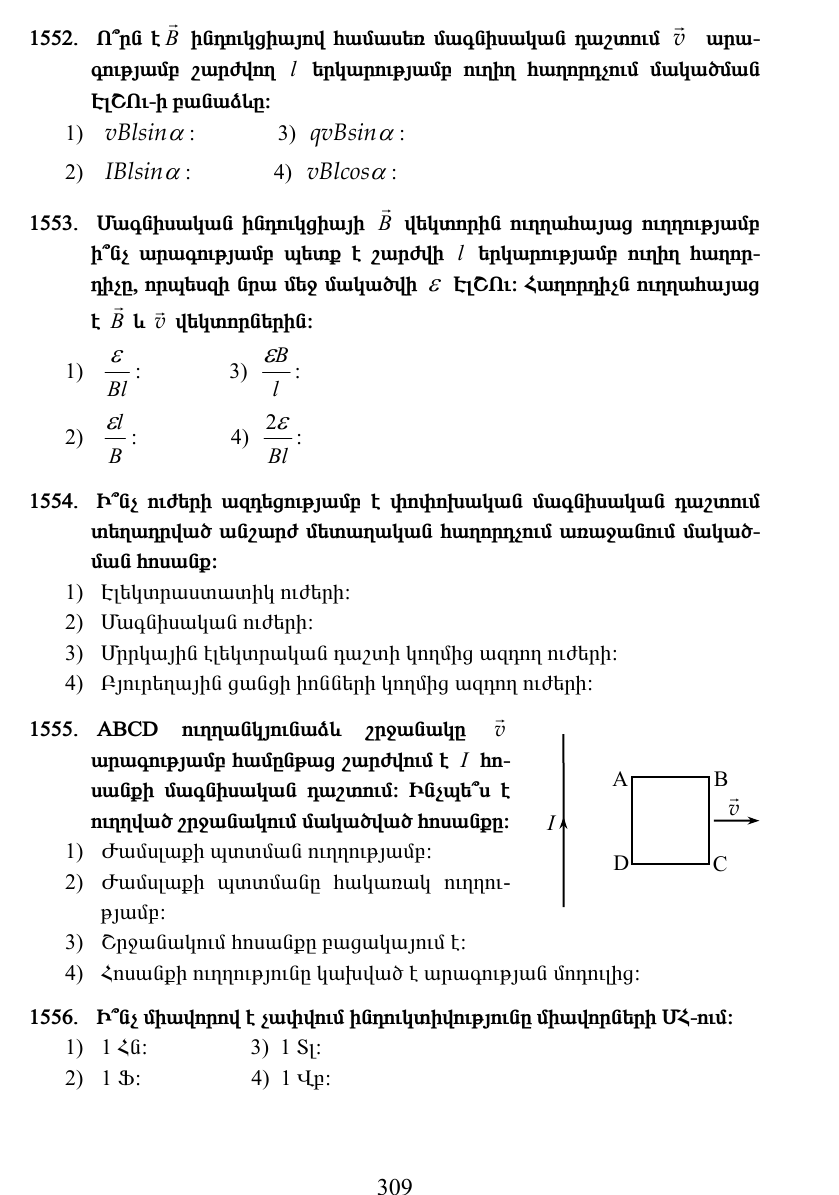 1552. Ո՞րն է B⃗ ինդուկցիայով համասեռ մագնիսական դաշտում v⃗ արա-
գությամբ շարժվող l երկարությամբ ուղիղ հաղորդչում մակածման
ԷլՇՈւ-ի բանաձևը:
1) vBlsinα : 3) qvBsinα :
2) IBlsinα : 4) vBlcosα :
1553. Մագնիսական ինդուկցիայի B⃗ վեկտորին ուղղահայաց ուղղությամբ
ի՞նչ արագությամբ պետք է շարժվի l երկարությամբ ուղիղ հաղոր-
դիչը, որպեսզի նրա մեջ մակածվի ε ԷլՇՈւ: Հաղորդիչն ուղղահայաց
է B⃗ և v⃗ վեկտորներին:
1) ε/Bl : 3) εB/l :
2) εl/B : 4) 2ε/Bl :
1554. Ի՞նչ ուժերի ազդեցությամբ է փոփոխական մագնիսական դաշտում
տեղադրված անշարժ մետաղական հաղորդչում առաջանում մակած-
ման հոսանք:
1) Էլեկտրաստատիկ ուժերի:
2) Մագնիսական ուժերի:
3) Մրրկային էլեկտրական դաշտի կողմից ազդող ուժերի:
4) Բյուրեղային ցանցի իոնների կողմից ազդող ուժերի:
1555. ABCD ուղղանկյունաձև շրջանակը v⃗
արագությամբ համընթաց շարժվում է I հո-
սանքի մագնիսական դաշտում: Ինչպե՞ս է
ուղղված շրջանակում մակածված հոսանքը:
1) Ժամսլաքի պտտման ուղղությամբ:
2) Ժամսլաքի պտտմանը հակառակ ուղղու-
թյամբ:
3) Շրջանակում հոսանքը բացակայում է:
4) Հոսանքի ուղղությունը կախված է արագության մոդուլից:
A B
v⃗
I
D C
1556. Ի՞նչ միավորով է չափվում ինդուկտիվությունը միավորների ՄՀ-ում:
1) 1 Հն: 3) 1 Տլ:
2) 1 Ֆ: 4) 1 Վբ:
309